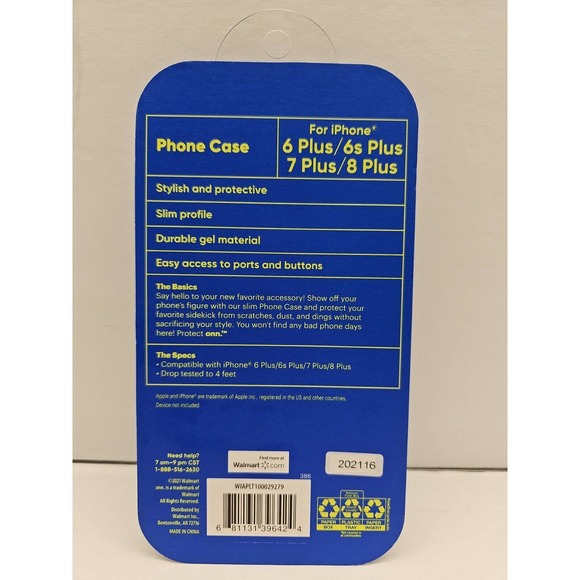 Phone Case
For iPhone®
6 Plus/6s Plus
7 Plus/8 Plus
Stylish and protective
Slim profile
Durable gel material
Easy access to ports and buttons
The Basics
Say hello to your new favorite accessory! Show off your
phone's figure with our slim Phone Case and protect your
favorite sidekick from scratches, dust, and dings without
sacrificing your style. You won't find any bad phone days
here! Protect onn.™
The Specs
• Compatible with iPhone® 6 Plus/6s Plus/7 Plus/8 Plus
• Drop tested to 4 feet
Apple and iPhone® are trademark of Apple Inc., registered in the US and other countries.
Device not included.
Need help?
7 am–9 pm CST
1-888-516-2630
©2021 Walmart
onn. is a trademark of
Walmart
All Rights Reserved.
Distributed by
Walmart Inc.,
Bentonville, AR 72716
MADE IN CHINA
Find more at
Walmart.com
202116
386
WIAPLT100029279
6 81131 39642 4
PAPER
BOX
PLASTIC
TRAY
PAPER
INSERT